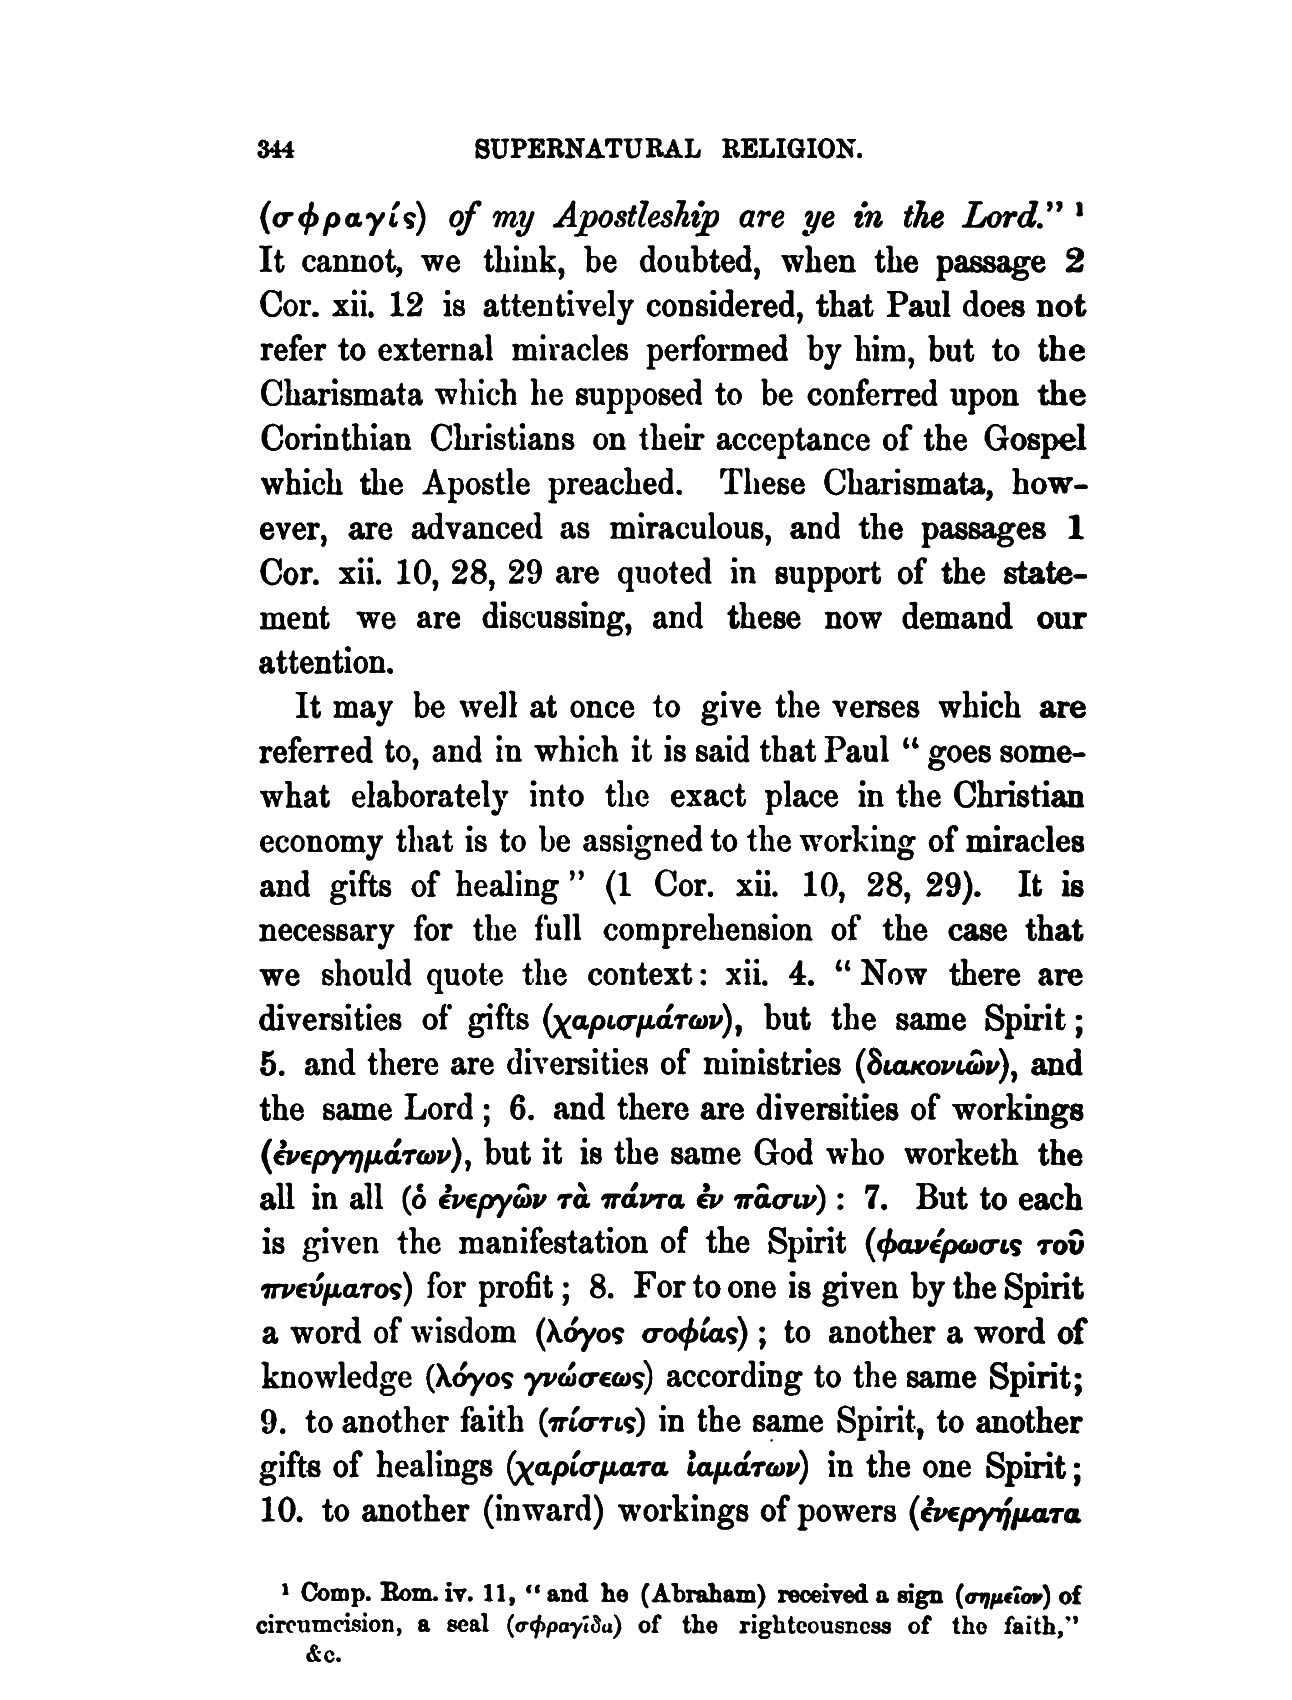 344 SUPERNATURAL RELIGION.
(σφραγίς) of my Apostleship are ye in the Lord." ¹
It cannot, we think, be doubted, when the passage 2
Cor. xii. 12 is attentively considered, that Paul does not
refer to external miracles performed by him, but to the
Charismata which he supposed to be conferred upon the
Corinthian Christians on their acceptance of the Gospel
which the Apostle preached. These Charismata, how-
ever, are advanced as miraculous, and the passages 1
Cor. xii. 10, 28, 29 are quoted in support of the state-
ment we are discussing, and these now demand our
attention.
It may be well at once to give the verses which are
referred to, and in which it is said that Paul "goes some-
what elaborately into the exact place in the Christian
economy that is to be assigned to the working of miracles
and gifts of healing" (1 Cor. xii. 10, 28, 29). It is
necessary for the full comprehension of the case that
we should quote the context: xii. 4. "Now there are
diversities of gifts (χαρισμάτων), but the same Spirit;
5. and there are diversities of ministries (διακονιῶν), and
the same Lord; 6. and there are diversities of workings
(ἐνεργημάτων), but it is the same God who worketh the
all in all (ὁ ἐνεργῶν τὰ πάντα ἐν πᾶσιν): 7. But to each
is given the manifestation of the Spirit (φανέρωσις τοῦ
πνεύματος) for profit; 8. For to one is given by the Spirit
a word of wisdom (λόγος σοφίας); to another a word of
knowledge (λόγος γνώσεως) according to the same Spirit;
9. to another faith (πίστις) in the same Spirit, to another
gifts of healings (χαρίσματα ἰαμάτων) in the one Spirit;
10. to another (inward) workings of powers (ἐνεργήματα
¹ Comp. Rom. iv. 11, "and he (Abraham) received a sign (σημεῖον) of
circumcision, a seal (σφραγῖδα) of the righteousness of the faith,"
&c.